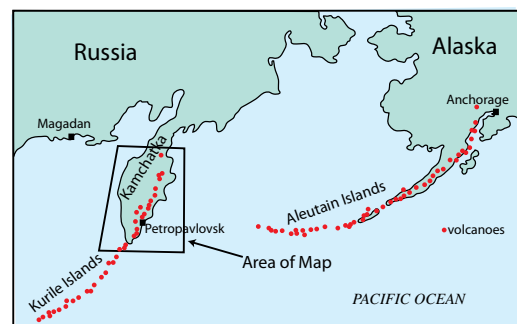 Russia
Alaska
Anchorage
Magadan
Kamchatka
Aleutain Islands
Petropavlovsk
volcanoes
Area of Map
Kurile Islands
PACIFIC OCEAN